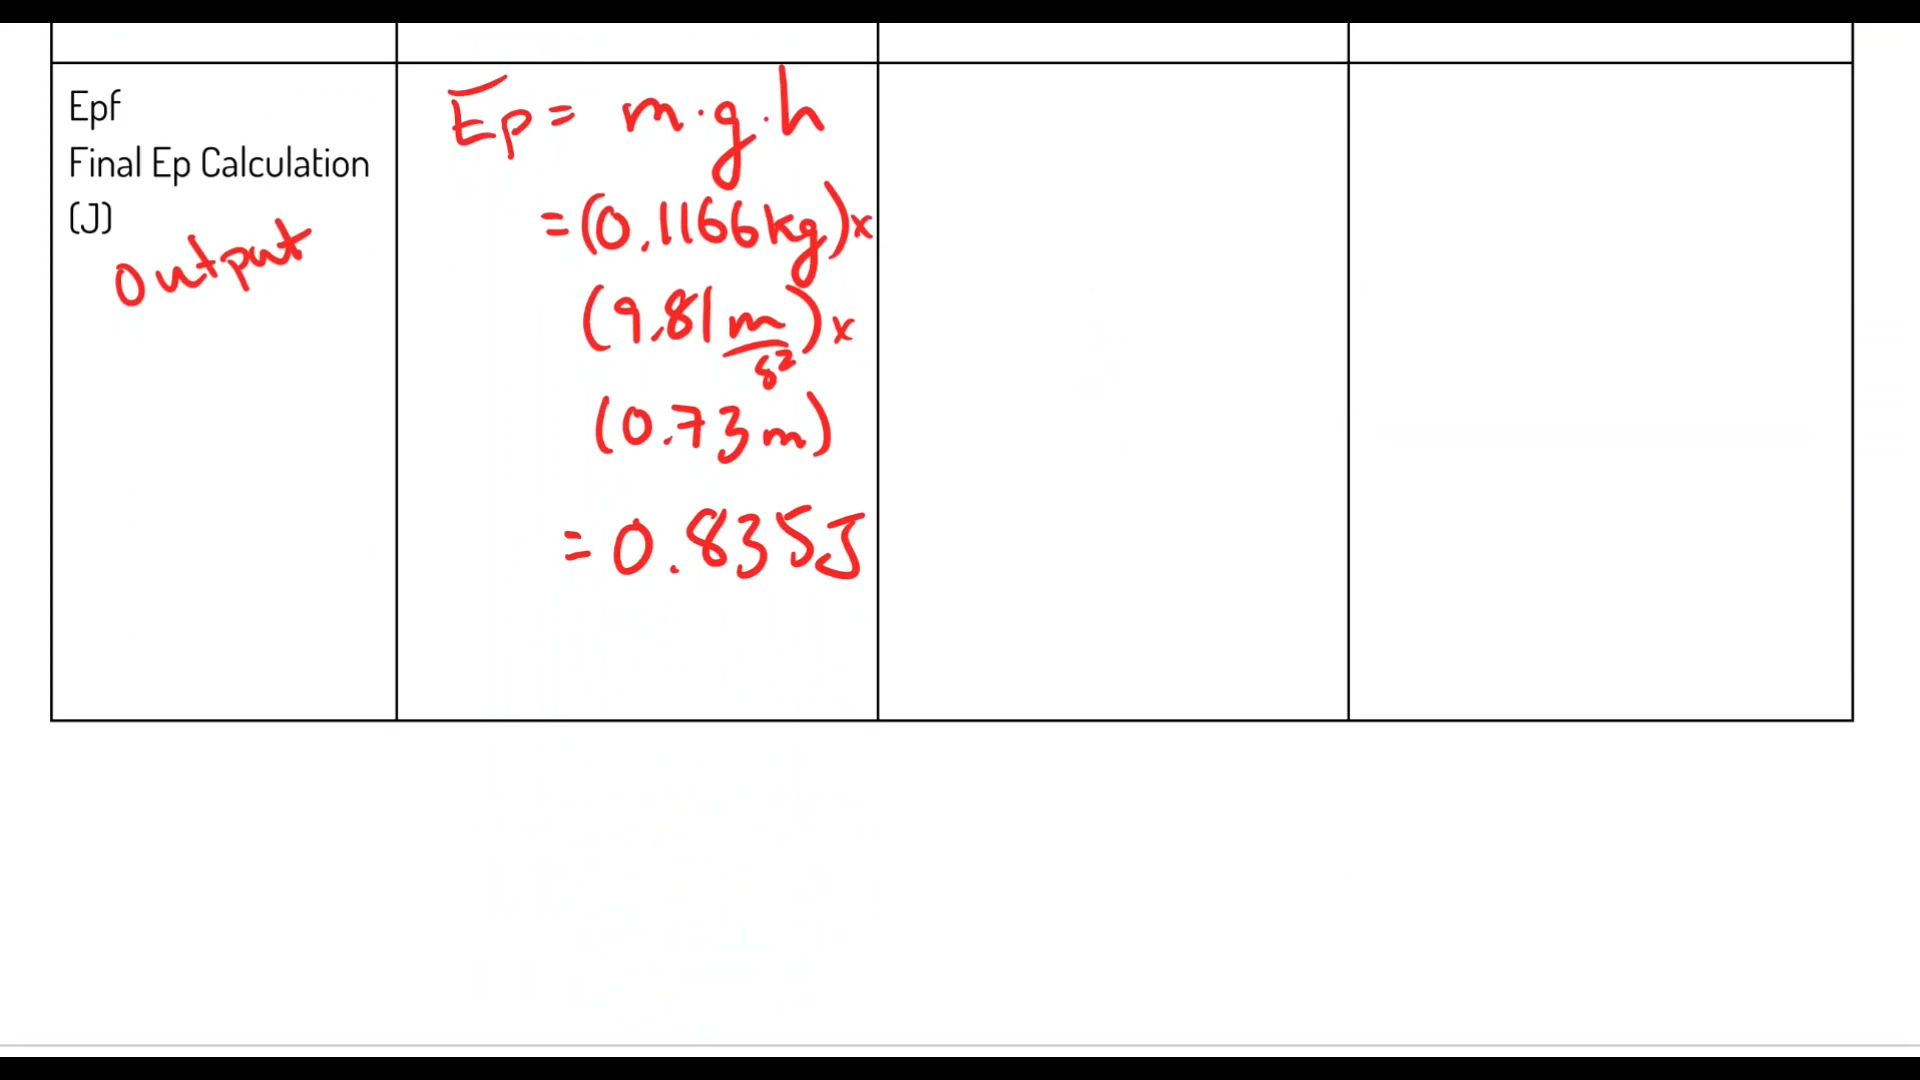 Epf
Final Ep Calculation
(J)
output
Ep = m·g·h
= (0.1166kg)x
(9.81 m/s²)x
(0.73m)
= 0.835J